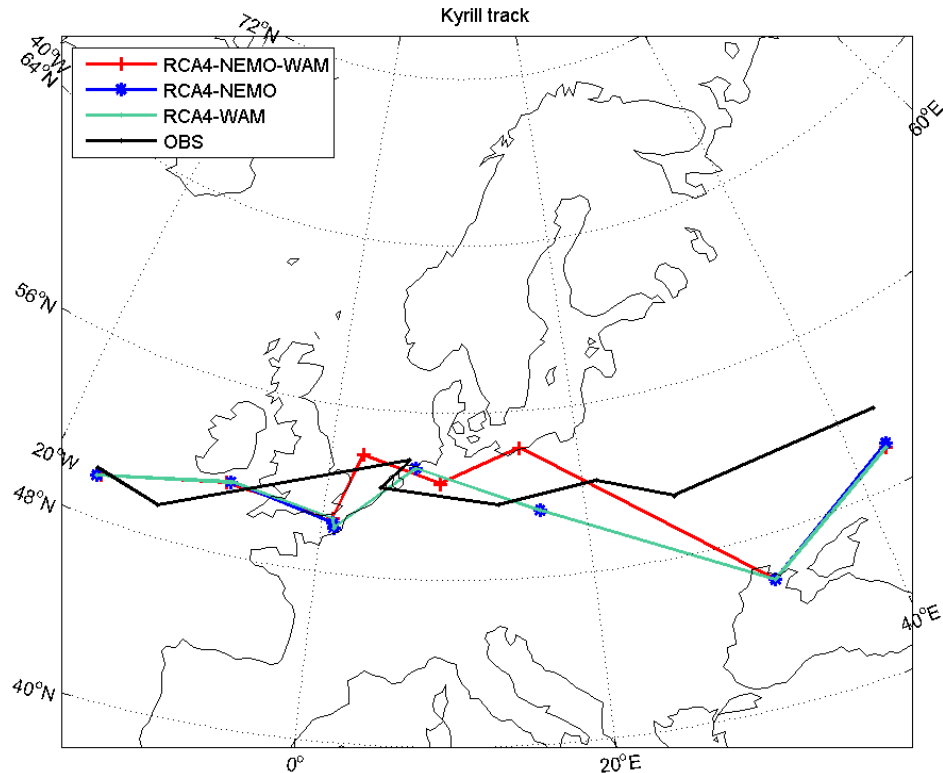 Kyrill track
72°N
40°W
64°N
RCA4-NEMO-WAM
RCA4-NEMO
RCA4-WAM
OBS
60°E
56°N
20°W
48°N
40°N
40°E
0°
20°E